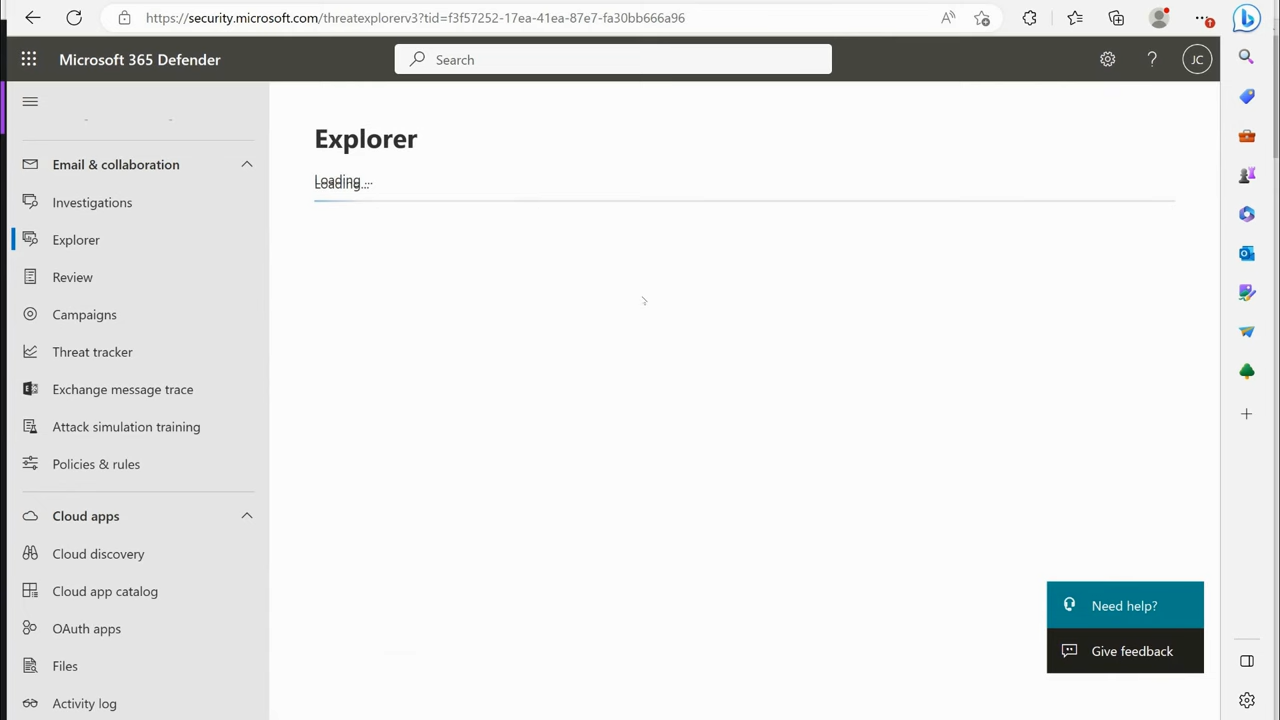 https://security.microsoft.com/threatexplorerv3?tid=f3f57252-17ea-41ea-87e7-fa30bb666a96
Microsoft 365 Defender
Search
JC
Explorer
Loading ...
Loading...
Email & collaboration
Investigations
Explorer
Review
Campaigns
Threat tracker
Exchange message trace
Attack simulation training
Policies & rules
Cloud apps
Cloud discovery
Cloud app catalog
OAuth apps
Files
Activity log
Need help?
Give feedback